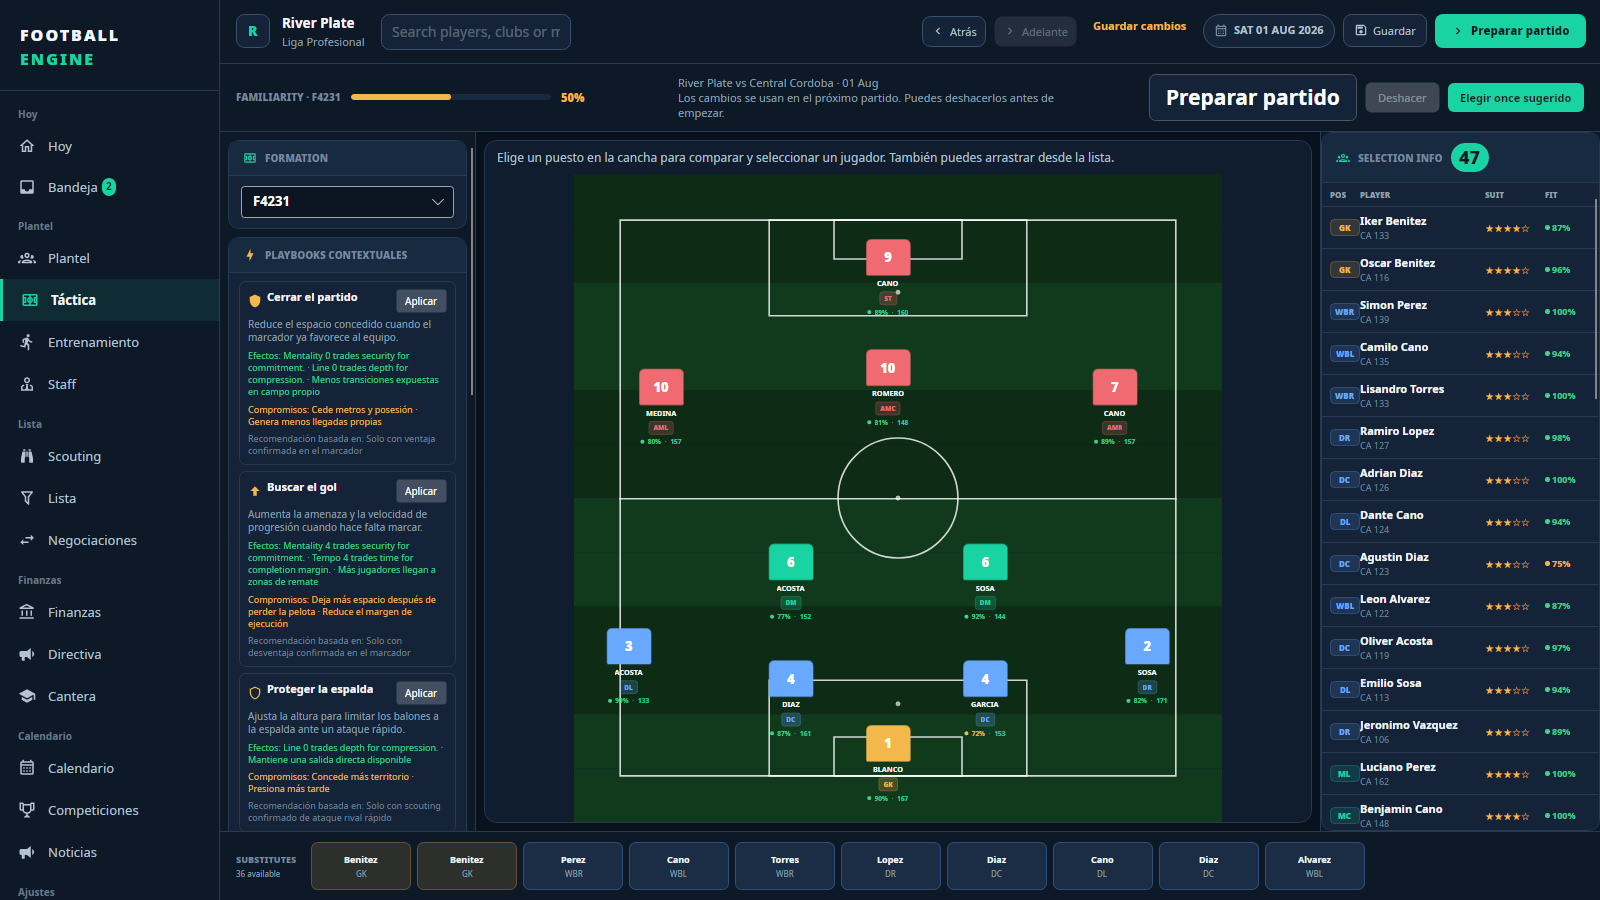 FOOTBALL
ENGINE
Hoy
Hoy
Bandeja 2
Plantel
Plantel
Táctica
Entrenamiento
Staff
Lista
Scouting
Lista
Negociaciones
Finanzas
Finanzas
Directiva
Cantera
Calendario
Calendario
Competiciones
Noticias
Ajustes
R
River Plate
Liga Profesional
Search players, clubs or m
Atrás
Adelante
Guardar cambios
SAT 01 AUG 2026
Guardar
Preparar partido
FAMILIARITY · F4231
50%
River Plate vs Central Cordoba · 01 Aug
Los cambios se usan en el próximo partido. Puedes deshacerlos antes de
empezar.
Preparar partido
Deshacer
Elegir once sugerido
FORMATION
F4231
PLAYBOOKS CONTEXTUALES
Cerrar el partido
Aplicar
Reduce el espacio concedido cuando el
marcador ya favorece al equipo.
Efectos: Mentality 0 trades security for
commitment. · Line 0 trades depth for
compression. · Menos transiciones expuestas
en campo propio
Compromisos: Cede metros y posesión ·
Genera menos llegadas propias
Recomendación basada en: Solo con ventaja
confirmada en el marcador
Buscar el gol
Aplicar
Aumenta la amenaza y la velocidad de
progresión cuando hace falta marcar.
Efectos: Mentality 4 trades security for
commitment. · Tempo 4 trades time for
completion margin. · Más jugadores llegan a
zonas de remate
Compromisos: Deja más espacio después de
perder la pelota · Reduce el margen de
ejecución
Recomendación basada en: Solo con
desventaja confirmada en el marcador
Proteger la espalda
Aplicar
Ajusta la altura para limitar los balones a
la espalda ante un ataque rápido.
Efectos: Line 0 trades depth for compression. ·
Mantiene una salida directa disponible
Compromisos: Concede más territorio ·
Presiona más tarde
Recomendación basada en: Solo con scouting
confirmado de ataque rival rápido
Elige un puesto en la cancha para comparar y seleccionar un jugador. También puedes arrastrar desde la lista.
9
CANO
ST
89% · 160
10
MEDINA
AML
80% · 157
10
ROMERO
AMC
81% · 148
7
CANO
AMR
89% · 157
6
ACOSTA
DM
77% · 152
6
SOSA
DM
92% · 144
3
ACOSTA
DL
· 133
4
DIAZ
DC
87% · 161
4
GARCIA
DC
72% · 153
2
SOSA
DR
82% · 171
1
BLANCO
GK
90% · 167
SELECTION INFO 47
POS PLAYER SUIT FIT
GK Iker Benitez CA 133 ★★★★☆ 87%
GK Oscar Benitez CA 116 ★★★★☆ 96%
WBR Simon Perez CA 139 ★★★☆☆ 100%
WBL Camilo Cano CA 135 ★★★☆☆ 94%
WBR Lisandro Torres CA 133 ★★★☆☆ 100%
DR Ramiro Lopez CA 127 ★★★☆☆ 98%
DC Adrian Diaz CA 126 ★★★☆☆ 100%
DL Dante Cano CA 124 ★★★☆☆ 94%
DC Agustin Diaz CA 123 ★★★☆☆ 75%
WBL Leon Alvarez CA 122 ★★★☆☆ 87%
DC Oliver Acosta CA 119 ★★★★☆ 97%
DL Emilio Sosa CA 113 ★★★★☆ 94%
DR Jeronimo Vazquez CA 106 ★★★★☆ 89%
ML Luciano Perez CA 162 ★★★★☆ 100%
MC Benjamin Cano CA 148 ★★★★☆ 100%
SUBSTITUTES
36 available
Benitez
GK
Benitez
GK
Perez
WBR
Cano
WBL
Torres
WBR
Lopez
DR
Diaz
DC
Cano
DL
Diaz
DC
Alvarez
WBL